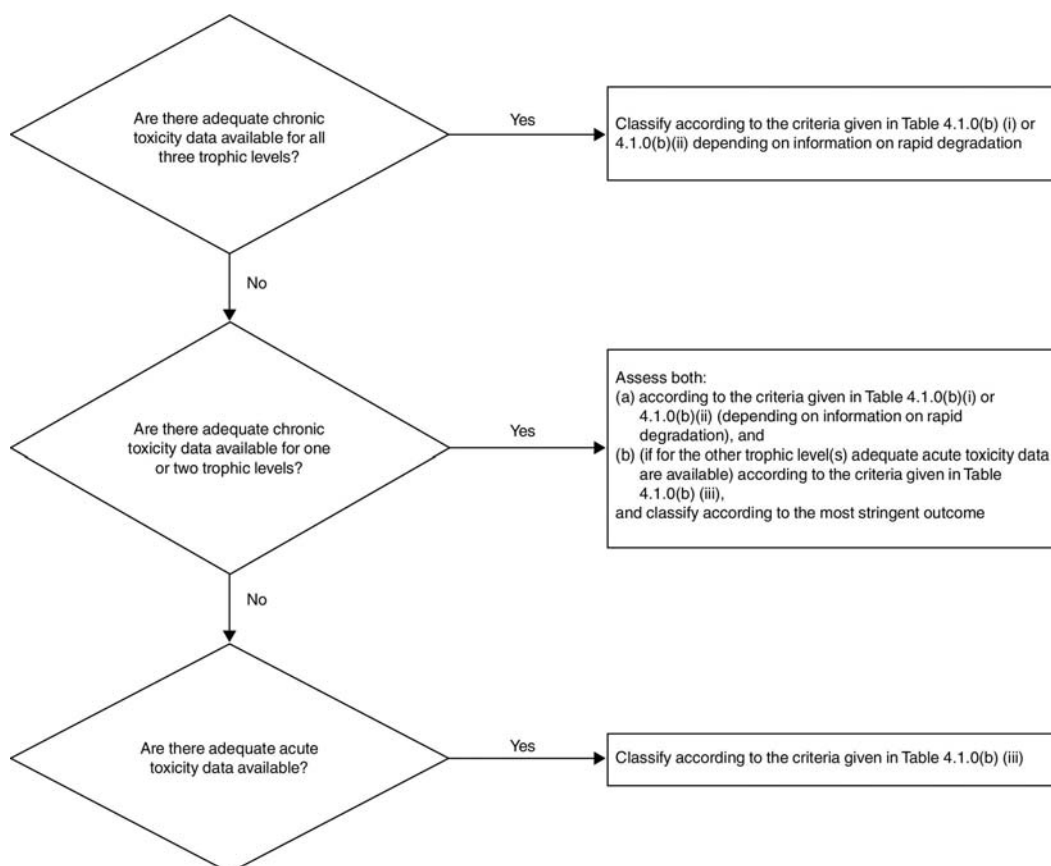 Are there adequate chronic
toxicity data available for all
three trophic levels?
Yes
Classify according to the criteria given in Table 4.1.0(b) (i) or
4.1.0(b)(ii) depending on information on rapid degradation
No
Are there adequate chronic
toxicity data available for one
or two trophic levels?
Yes
Assess both:
(a) according to the criteria given in Table 4.1.0(b)(i) or
4.1.0(b)(ii) (depending on information on rapid
degradation), and
(b) (if for the other trophic level(s) adequate acute toxicity data
are available) according to the criteria given in Table
4.1.0(b) (iii),
and classify according to the most stringent outcome
No
Are there adequate acute
toxicity data available?
Yes
Classify according to the criteria given in Table 4.1.0(b) (iii)